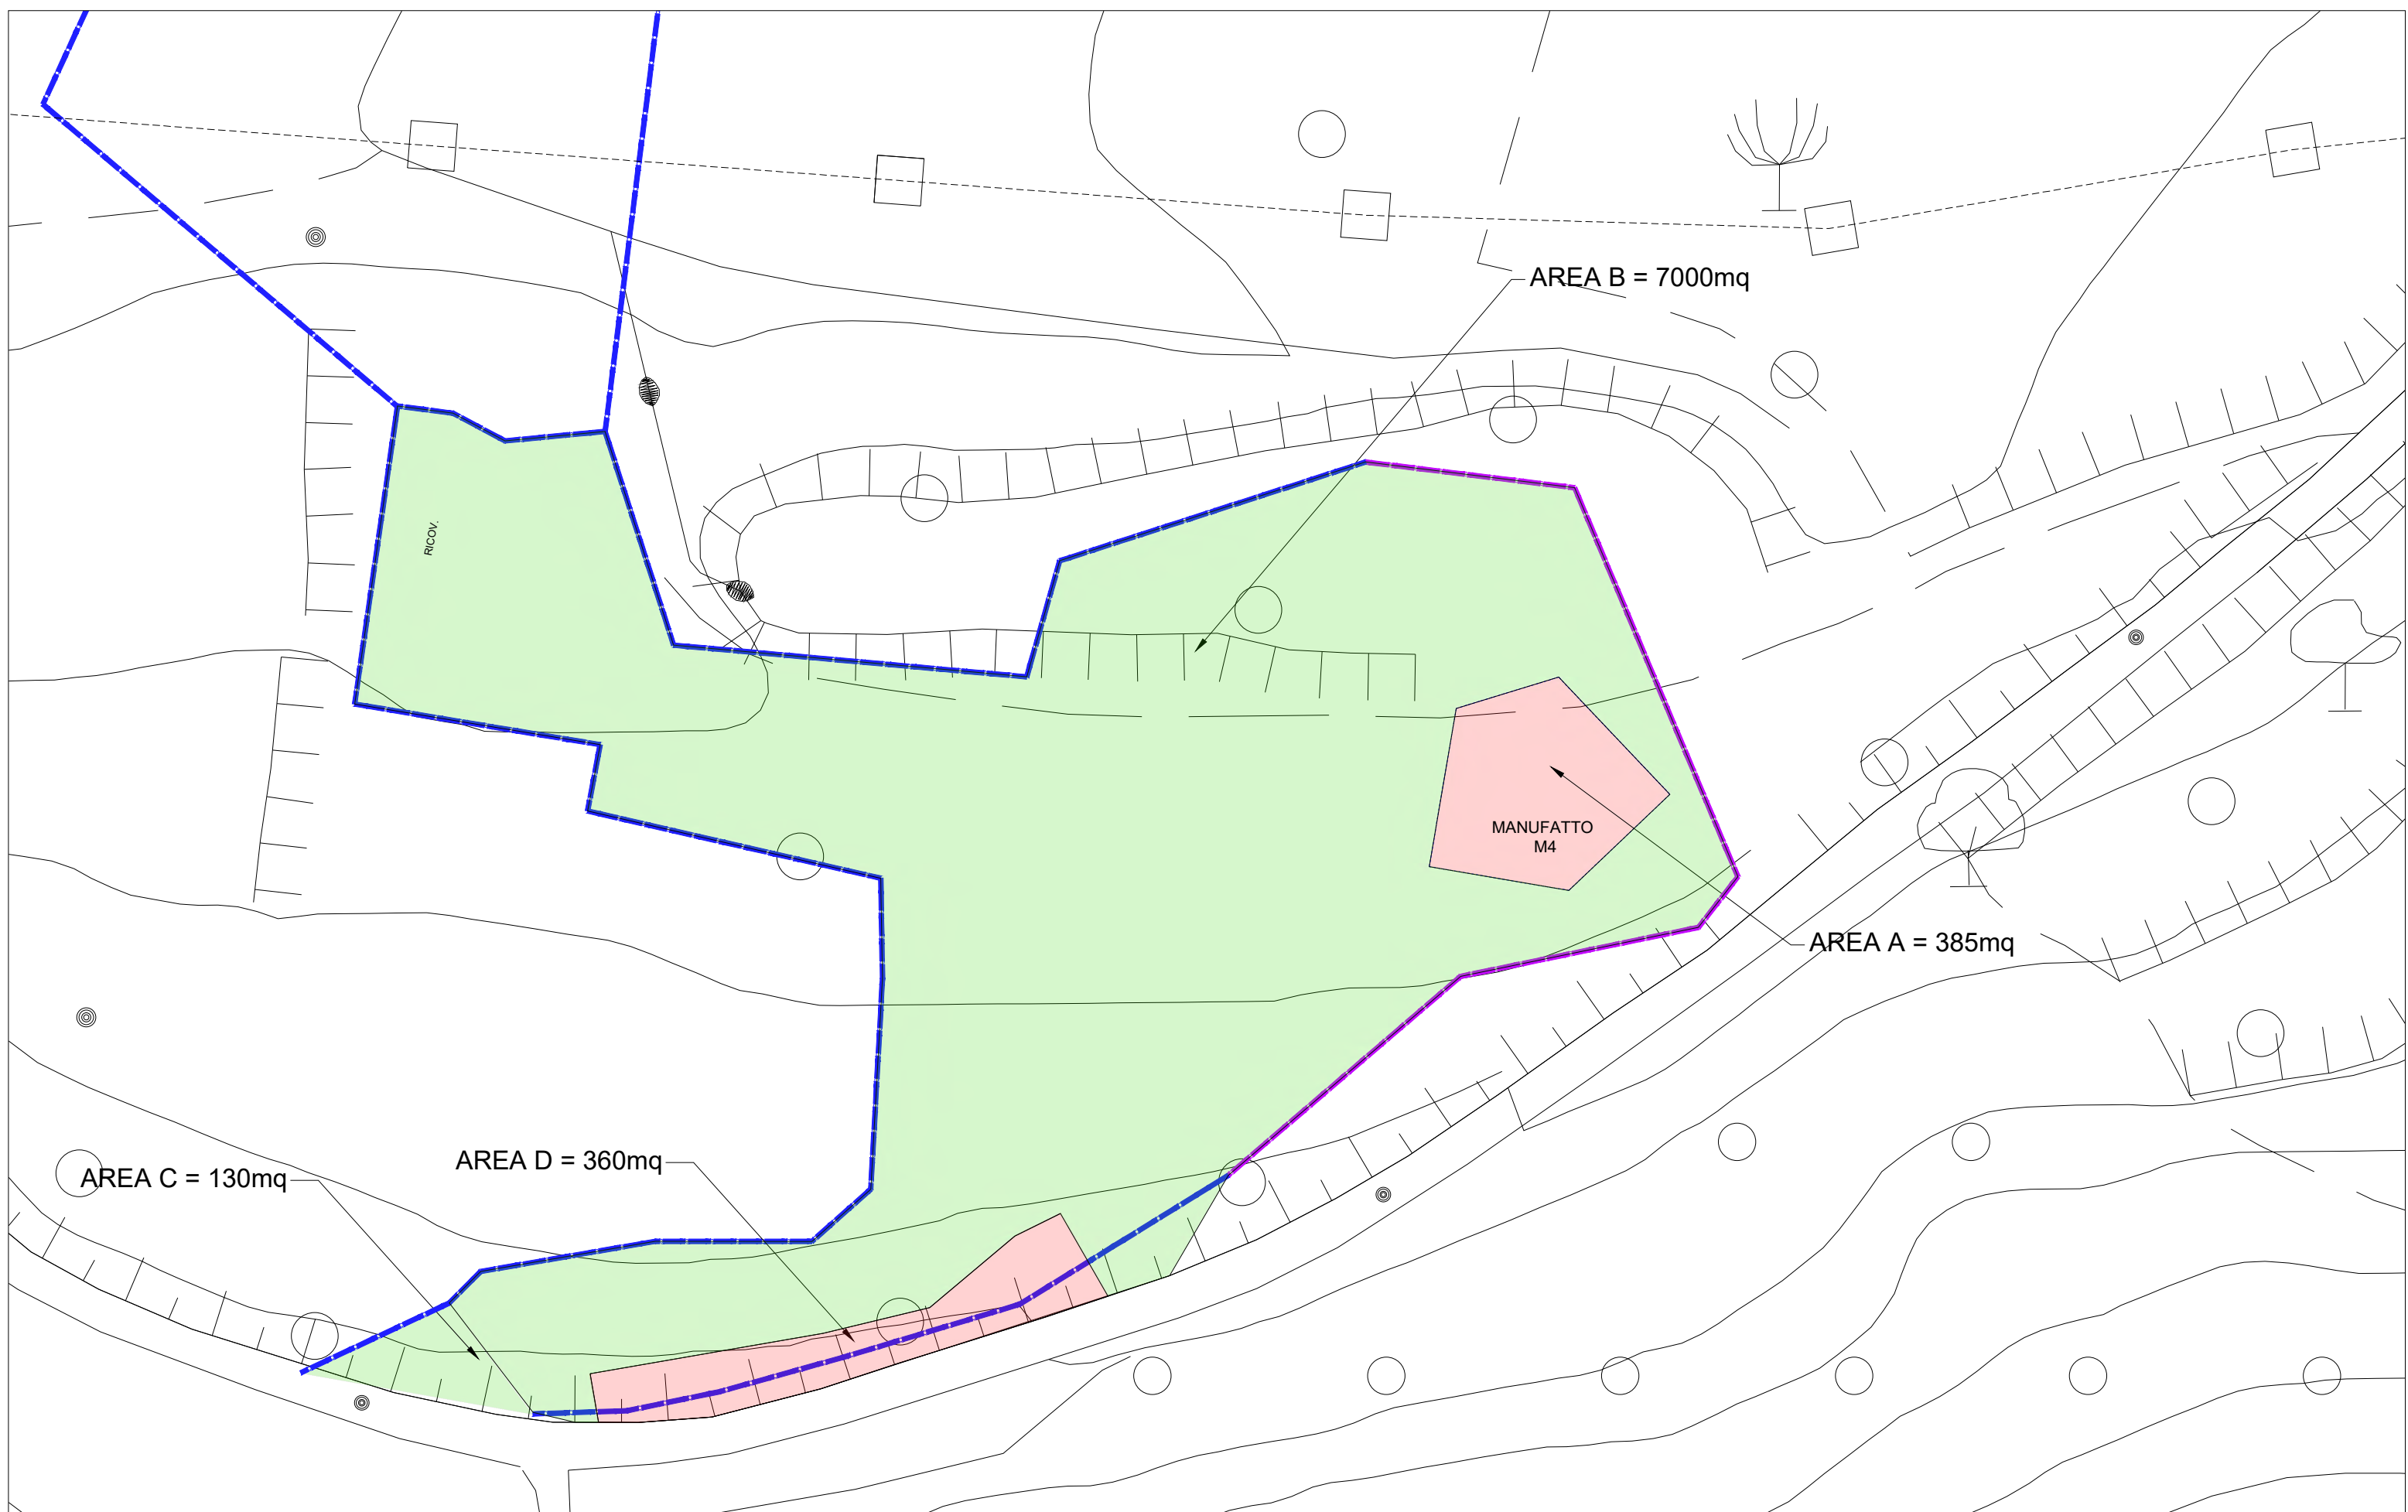 AREA B = 7000mq
RICOV.
MANUFATTO
M4
AREA A = 385mq
AREA D = 360mq
AREA C = 130mq